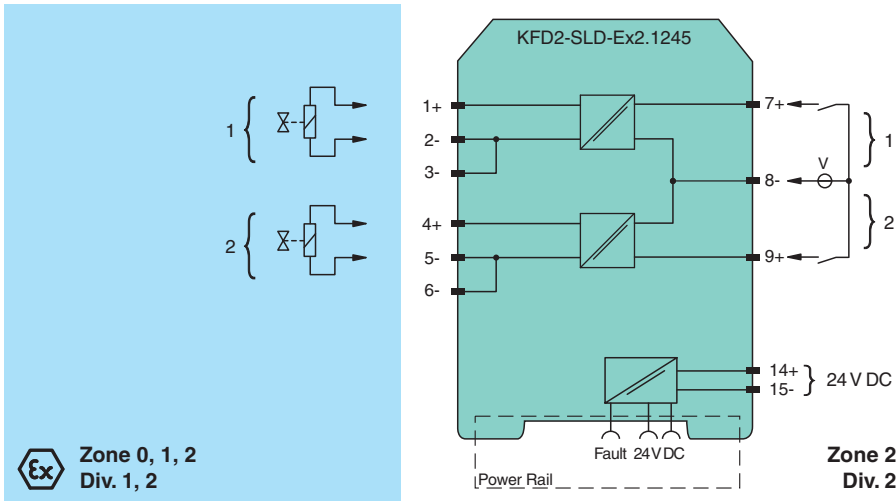 KFD2-SLD-Ex2.1245
1+
2-
3-
4+
5-
6-
1
2
7+
8-
9+
V
1
2
14+
15-
24 V DC
Fault 24 V DC
Power Rail
Ex
Zone 0, 1, 2
Div. 1, 2
Zone 2
Div. 2